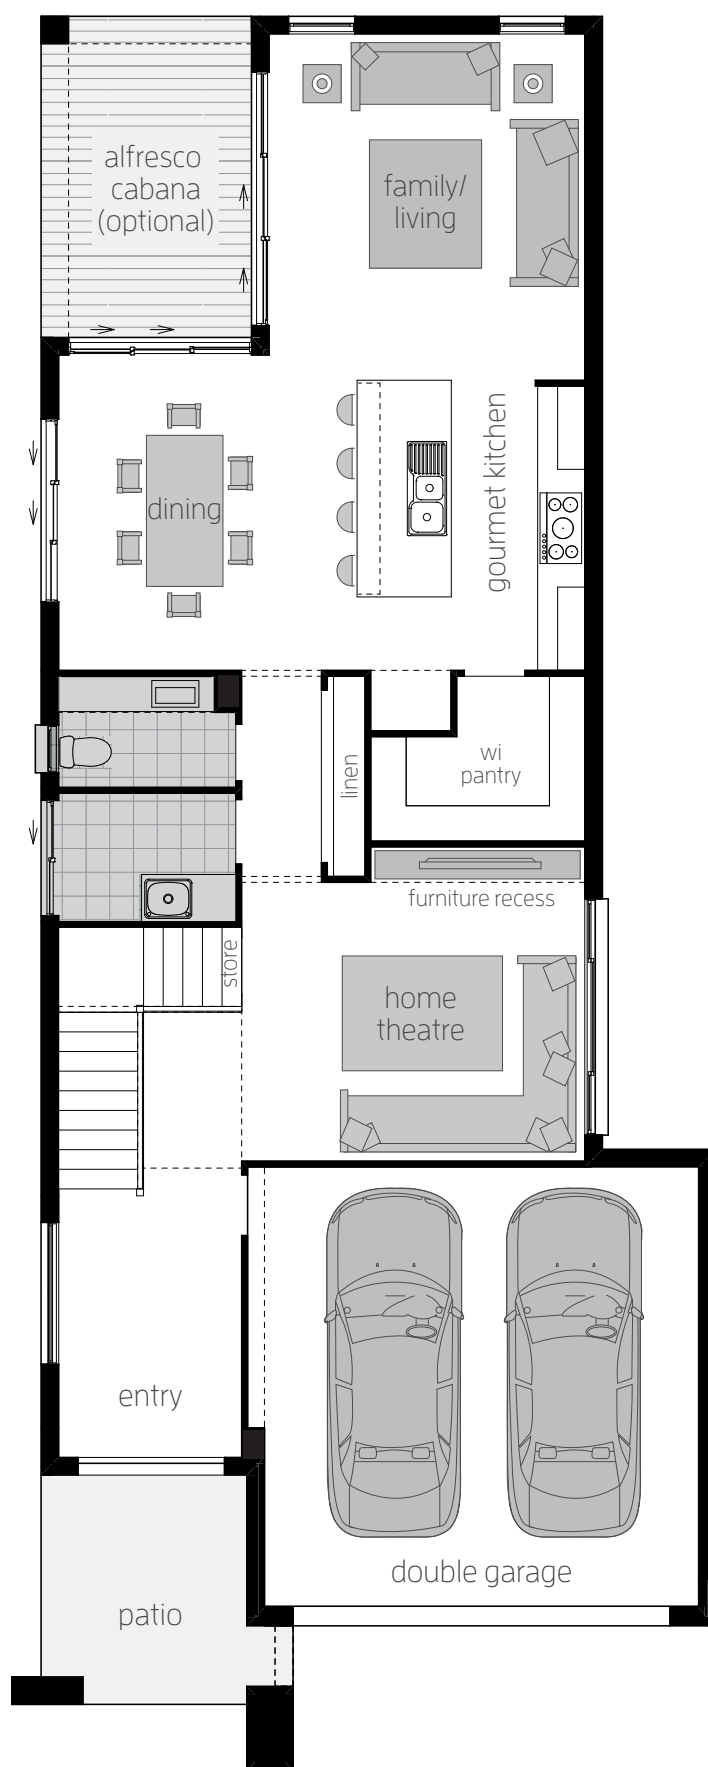 alfresco
cabana
(optional)
family/
living
dining
gourmet kitchen
linen
wi
pantry
furniture recess
store
home
theatre
entry
double garage
patio